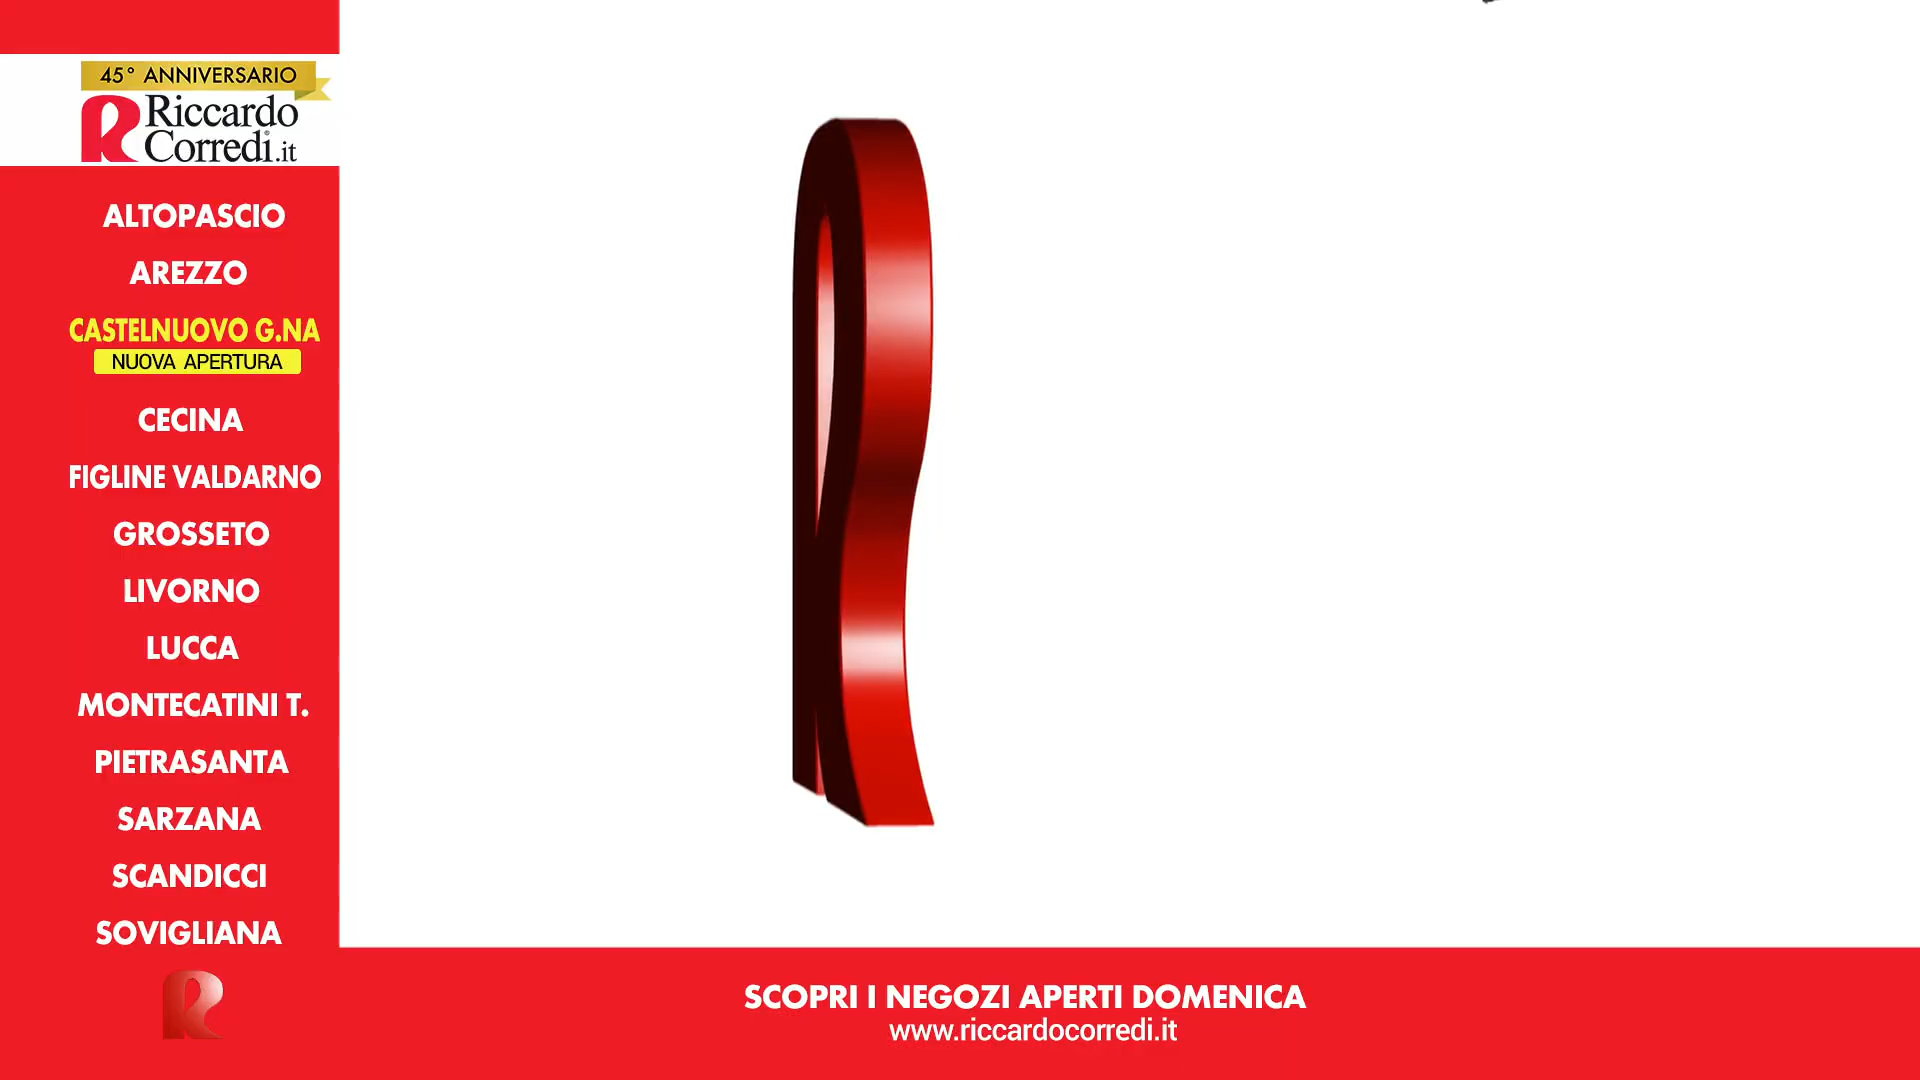 45° ANNIVERSARIO
Riccardo
Corredi.it
ALTOPASCIO
AREZZO
CASTELNUOVO G.NA
NUOVA APERTURA
CECINA
FIGLINE VALDARNO
GROSSETO
LIVORNO
LUCCA
MONTECATINI T.
PIETRASANTA
SARZANA
SCANDICCI
SOVIGLIANA
SCOPRI I NEGOZI APERTI DOMENICA
www.riccardocorredi.it